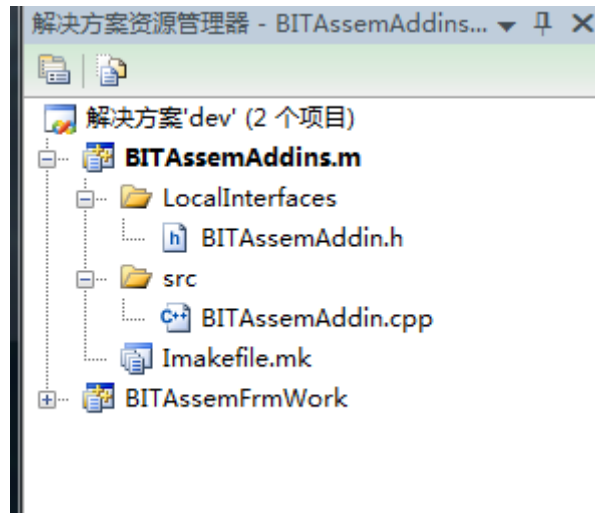 解决方案资源管理器 - BITAssemAddins...
解决方案'dev' (2 个项目)
BITAssemAddins.m
LocalInterfaces
BITAssemAddin.h
src
BITAssemAddin.cpp
Imakefile.mk
BITAssemFrmWork